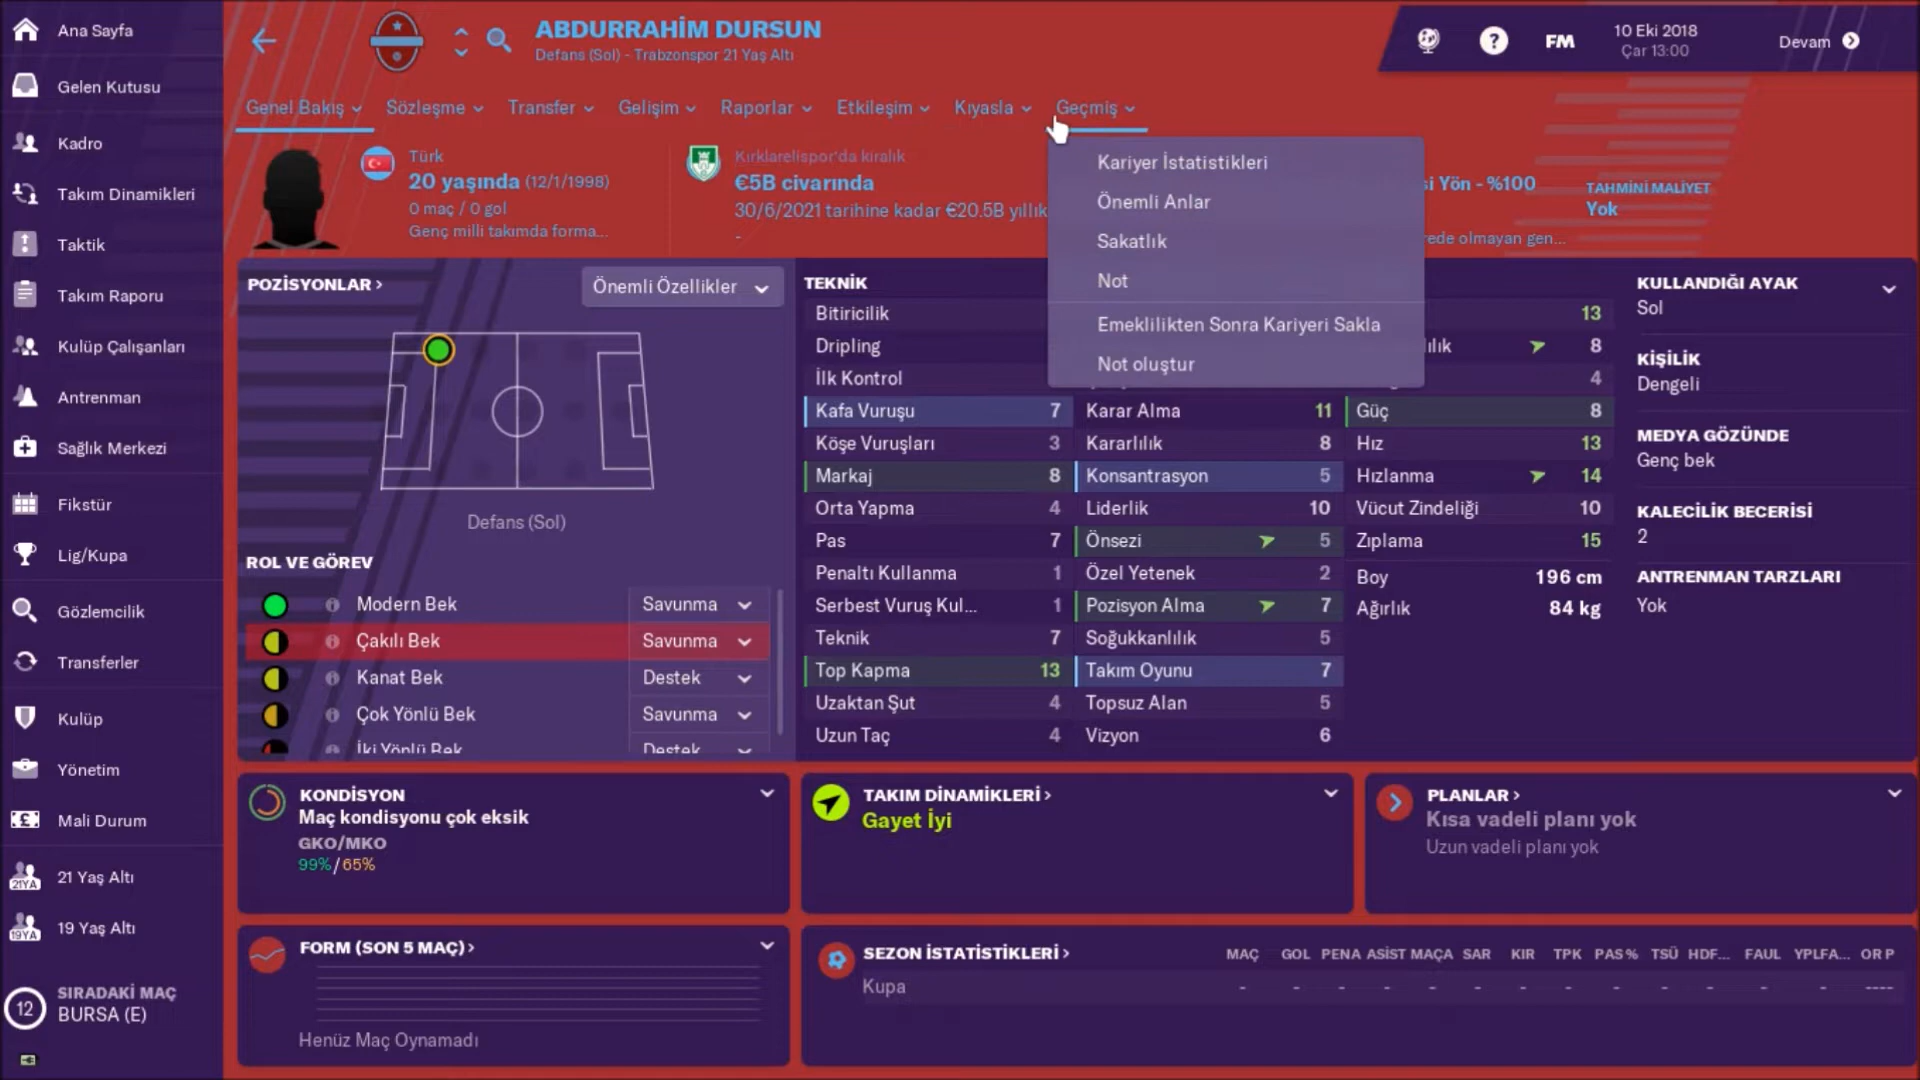 Ana Sayfa
Gelen Kutusu
Kadro
Takım Dinamikleri
Taktik
Takım Raporu
Kulüp Çalışanları
Antrenman
Sağlık Merkezi
Fikstür
Lig/Kupa
Gözlemcilik
Transferler
Kulüp
Yönetim
Mali Durum
21YA
21 Yaş Altı
19YA
19 Yaş Altı
12
SIRADAKİ MAÇ
BURSA (E)
ABDURRAHİM DURSUN
Defans (Sol) - Trabzonspor 21 Yaş Altı
?
FM
10 Eki 2018
Çar 13:00
Devam
Genel Bakış
Sözleşme
Transfer
Gelişim
Raporlar
Etkileşim
Kıyasla
Geçmiş
Türk
20 yaşında (12/1/1998)
0 maç / 0 gol
Genç milli takımda forma...
Kırklarelispor'da kiralık
€5B civarında
30/6/2021 tarihine kadar €20.5B yıllık
-
Kariyer İstatistikleri
Önemli Anlar
Sakatlık
Not
Emeklilikten Sonra Kariyeri Sakla
Not oluştur
si Yön - %100
rede olmayan gen...
TAHMİNİ MALİYET
Yok
POZİSYONLAR >
Önemli Özellikler
Defans (Sol)
ROL VE GÖREV
Modern Bek Savunma
Çakılı Bek Savunma
Kanat Bek Destek
Çok Yönlü Bek Savunma
İki Yönlü Bek Destek
TEKNİK
Bitiricilik
Dripling
İlk Kontrol
Kafa Vuruşu 7
Köşe Vuruşları 3
Markaj 8
Orta Yapma 4
Pas 7
Penaltı Kullanma 1
Serbest Vuruş Kul... 1
Teknik 7
Top Kapma 13
Uzaktan Şut 4
Uzun Taç 4
Karar Alma 11
Kararlılık 8
Konsantrasyon 5
Liderlik 10
Önsezi 5
Özel Yetenek 2
Pozisyon Alma 7
Soğukkanlılık 5
Takım Oyunu 7
Topsuz Alan 5
Vizyon 6
13
lılık 8
4
Güç 8
Hız 13
Hızlanma 14
Vücut Zindeliği 10
Zıplama 15
Boy 196 cm
Ağırlık 84 kg
KULLANDIĞI AYAK
Sol
KİŞİLİK
Dengeli
MEDYA GÖZÜNDE
Genç bek
KALECİLİK BECERİSİ
2
ANTRENMAN TARZLARI
Yok
KONDİSYON
Maç kondisyonu çok eksik
GKO/MKO
99%/65%
TAKIM DİNAMİKLERİ >
Gayet İyi
PLANLAR >
Kısa vadeli planı yok
Uzun vadeli planı yok
FORM (SON 5 MAÇ) >
Henüz Maç Oynamadı
SEZON İSTATİSTİKLERİ > MAÇ GOL PENA ASİST MAÇA SAR KIR TPK PAS % TSÜ HDF... FAUL YPLFA... OR P
Kupa - - - - - - - - - - - - - ----